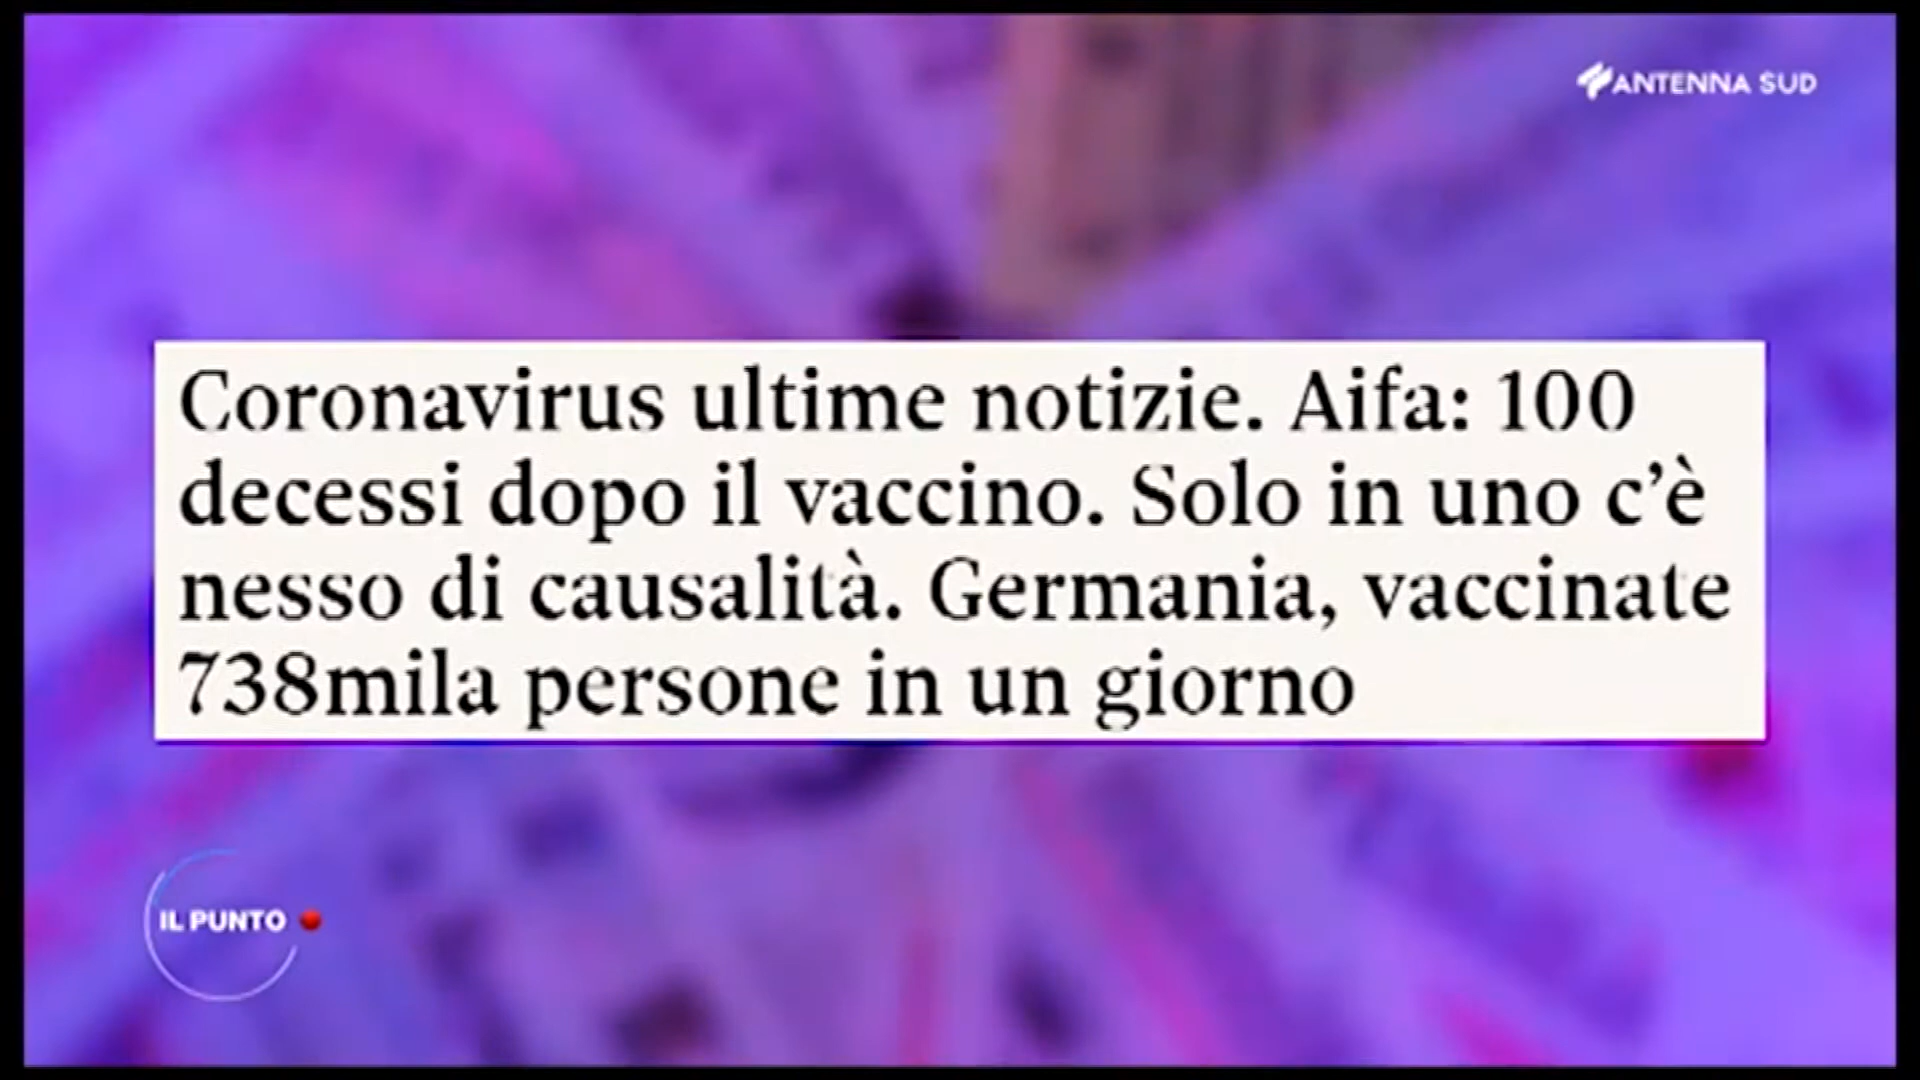 ANTENNA SUD
Coronavirus ultime notizie. Aifa: 100
decessi dopo il vaccino. Solo in uno c’è
nesso di causalità. Germania, vaccinate
738mila persone in un giorno
IL PUNTO